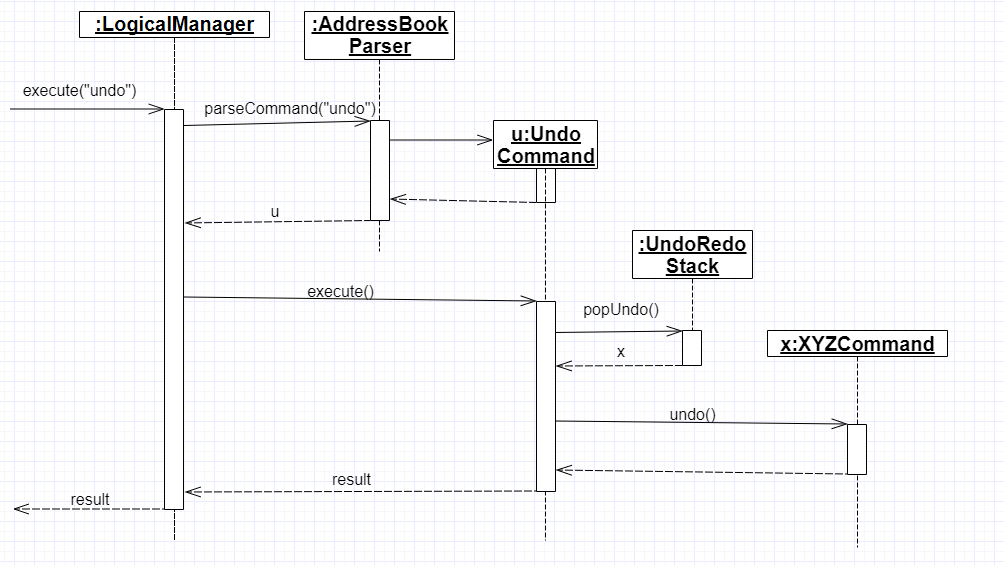 :LogicalManager
:AddressBook
Parser
execute("undo")
parseCommand("undo")
u:Undo
Command
u
:UndoRedo
Stack
execute()
popUndo()
x
x:XYZCommand
undo()
result
result